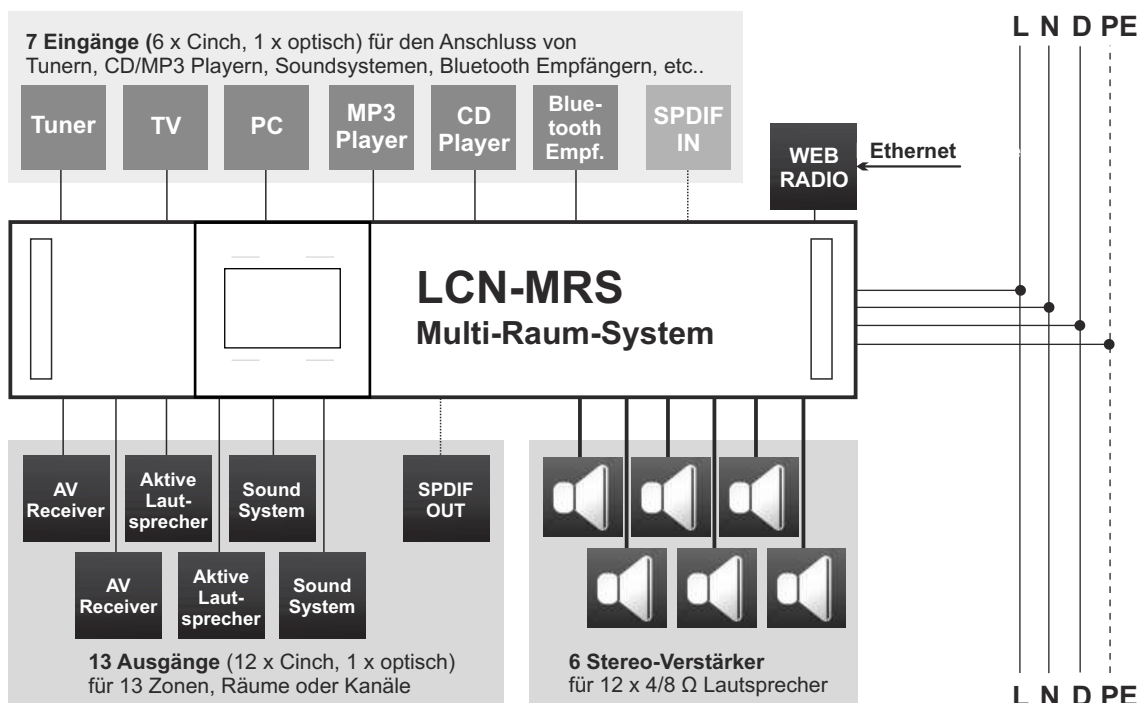 L N D PE
7 Eingänge (6 x Cinch, 1 x optisch) für den Anschluss von
Tunern, CD/MP3 Playern, Soundsystemen, Bluetooth Empfängern, etc..
Tuner
TV
PC
MP3
Player
CD
Player
Blue-
tooth
Empf.
SPDIF
IN
WEB
RADIO
Ethernet
LCN-MRS
Multi-Raum-System
AV
Receiver
Aktive
Laut-
sprecher
Sound
System
SPDIF
OUT
AV
Receiver
Aktive
Laut-
sprecher
Sound
System
13 Ausgänge (12 x Cinch, 1 x optisch)
für 13 Zonen, Räume oder Kanäle
6 Stereo-Verstärker
für 12 x 4/8 Ω Lautsprecher
L N D PE